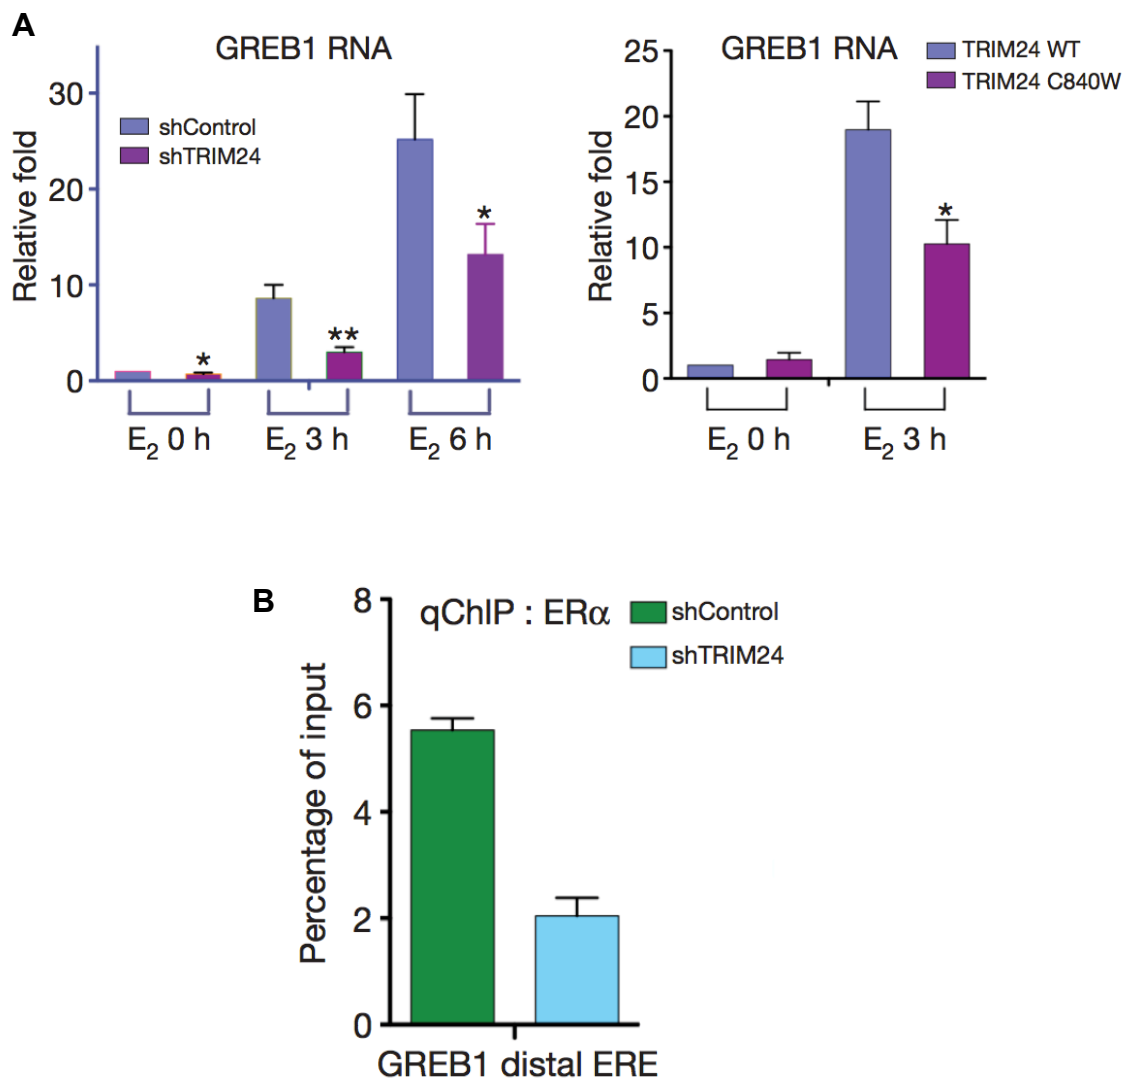 A
GREB1 RNA
Relative fold
30
20
10
0
shControl
shTRIM24
*
**
*
E2 0 h
E2 3 h
E2 6 h
GREB1 RNA
TRIM24 WT
TRIM24 C840W
Relative fold
25
20
15
10
5
0
*
E2 0 h
E2 3 h
B
qChIP : ERα
shControl
shTRIM24
Percentage of input
8
6
4
2
0
GREB1 distal ERE